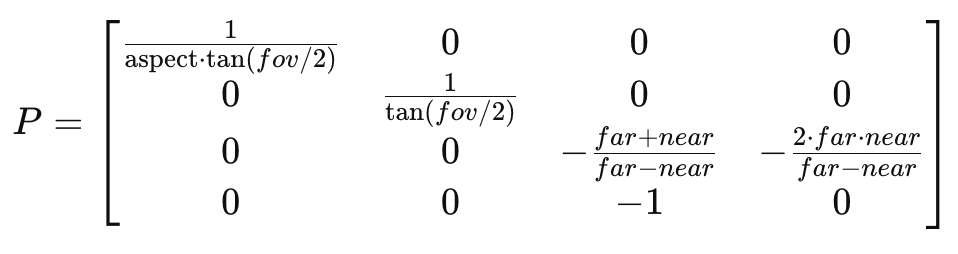 P = [ 1/(aspect·tan(fov/2)) 0 0 0
0 1/tan(fov/2) 0 0
0 0 −(far+near)/(far−near) −(2·far·near)/(far−near)
0 0 −1 0 ]